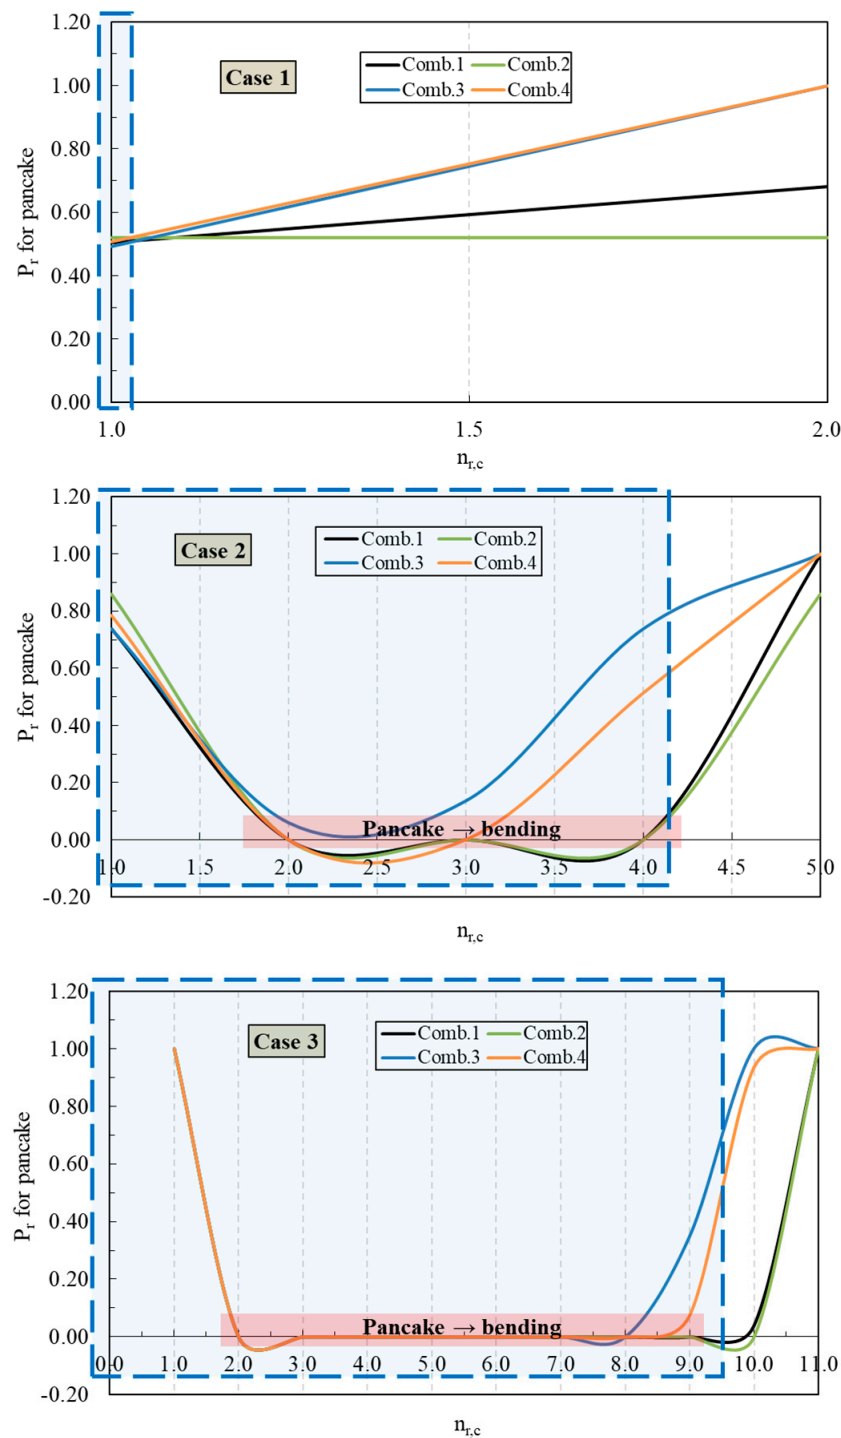 1.20
Case 1
Comb.1 Comb.2
Comb.3 Comb.4
1.00
0.80
0.60
0.40
0.20
0.00
P_r for pancake
1.0 1.5 2.0
n_r,c
1.20
Case 2
Comb.1 Comb.2
Comb.3 Comb.4
1.00
0.80
0.60
0.40
0.20
0.00
-0.20
P_r for pancake
Pancake → bending
1.0 1.5 2.0 2.5 3.0 3.5 4.0 4.5 5.0
n_r,c
1.20
Case 3
Comb.1 Comb.2
Comb.3 Comb.4
1.00
0.80
0.60
0.40
0.20
0.00
-0.20
P_r for pancake
Pancake → bending
0.0 1.0 2.0 3.0 4.0 5.0 6.0 7.0 8.0 9.0 10.0 11.0
n_r,c